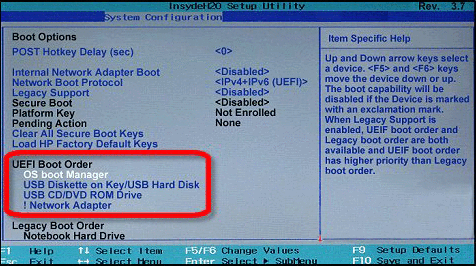 InsydeH2O Setup Utility Rev. 3.7
System Configuration
Boot Options
POST Hotkey Delay (sec) <0>
Internal Network Adapter Boot <Disabled>
Network Boot Protocol <IPv4+IPv6 (UEFI)>
Legacy Support <Disabled>
Secure Boot <Disabled>
Platform Key Not Enrolled
Pending Action None
Clear All Secure Boot Keys
Load HP Factory Default Keys
UEFI Boot Order
OS boot Manager
USB Diskette on Key/USB Hard Disk
USB CD/DVD ROM Drive
! Network Adapter
Legacy Boot Order
Notebook Hard Drive
Item Specific Help
Up and Down arrow keys select
a device. <F5> and <F6> keys
move the device down or up.
The boot capability will be
disabled if the Device is marked
with an exclamation mark.
When Legacy Support is
enabled, UEIF boot order and
Legacy boot order are both
available and UEIF boot order
has higher priority than Legacy
boot order.
F1 Help ↑↓ Select Item F5/F6 Change Values F9 Setup Defaults
Esc Exit Enter Select ▸ SubMenu F10 Save and Exit